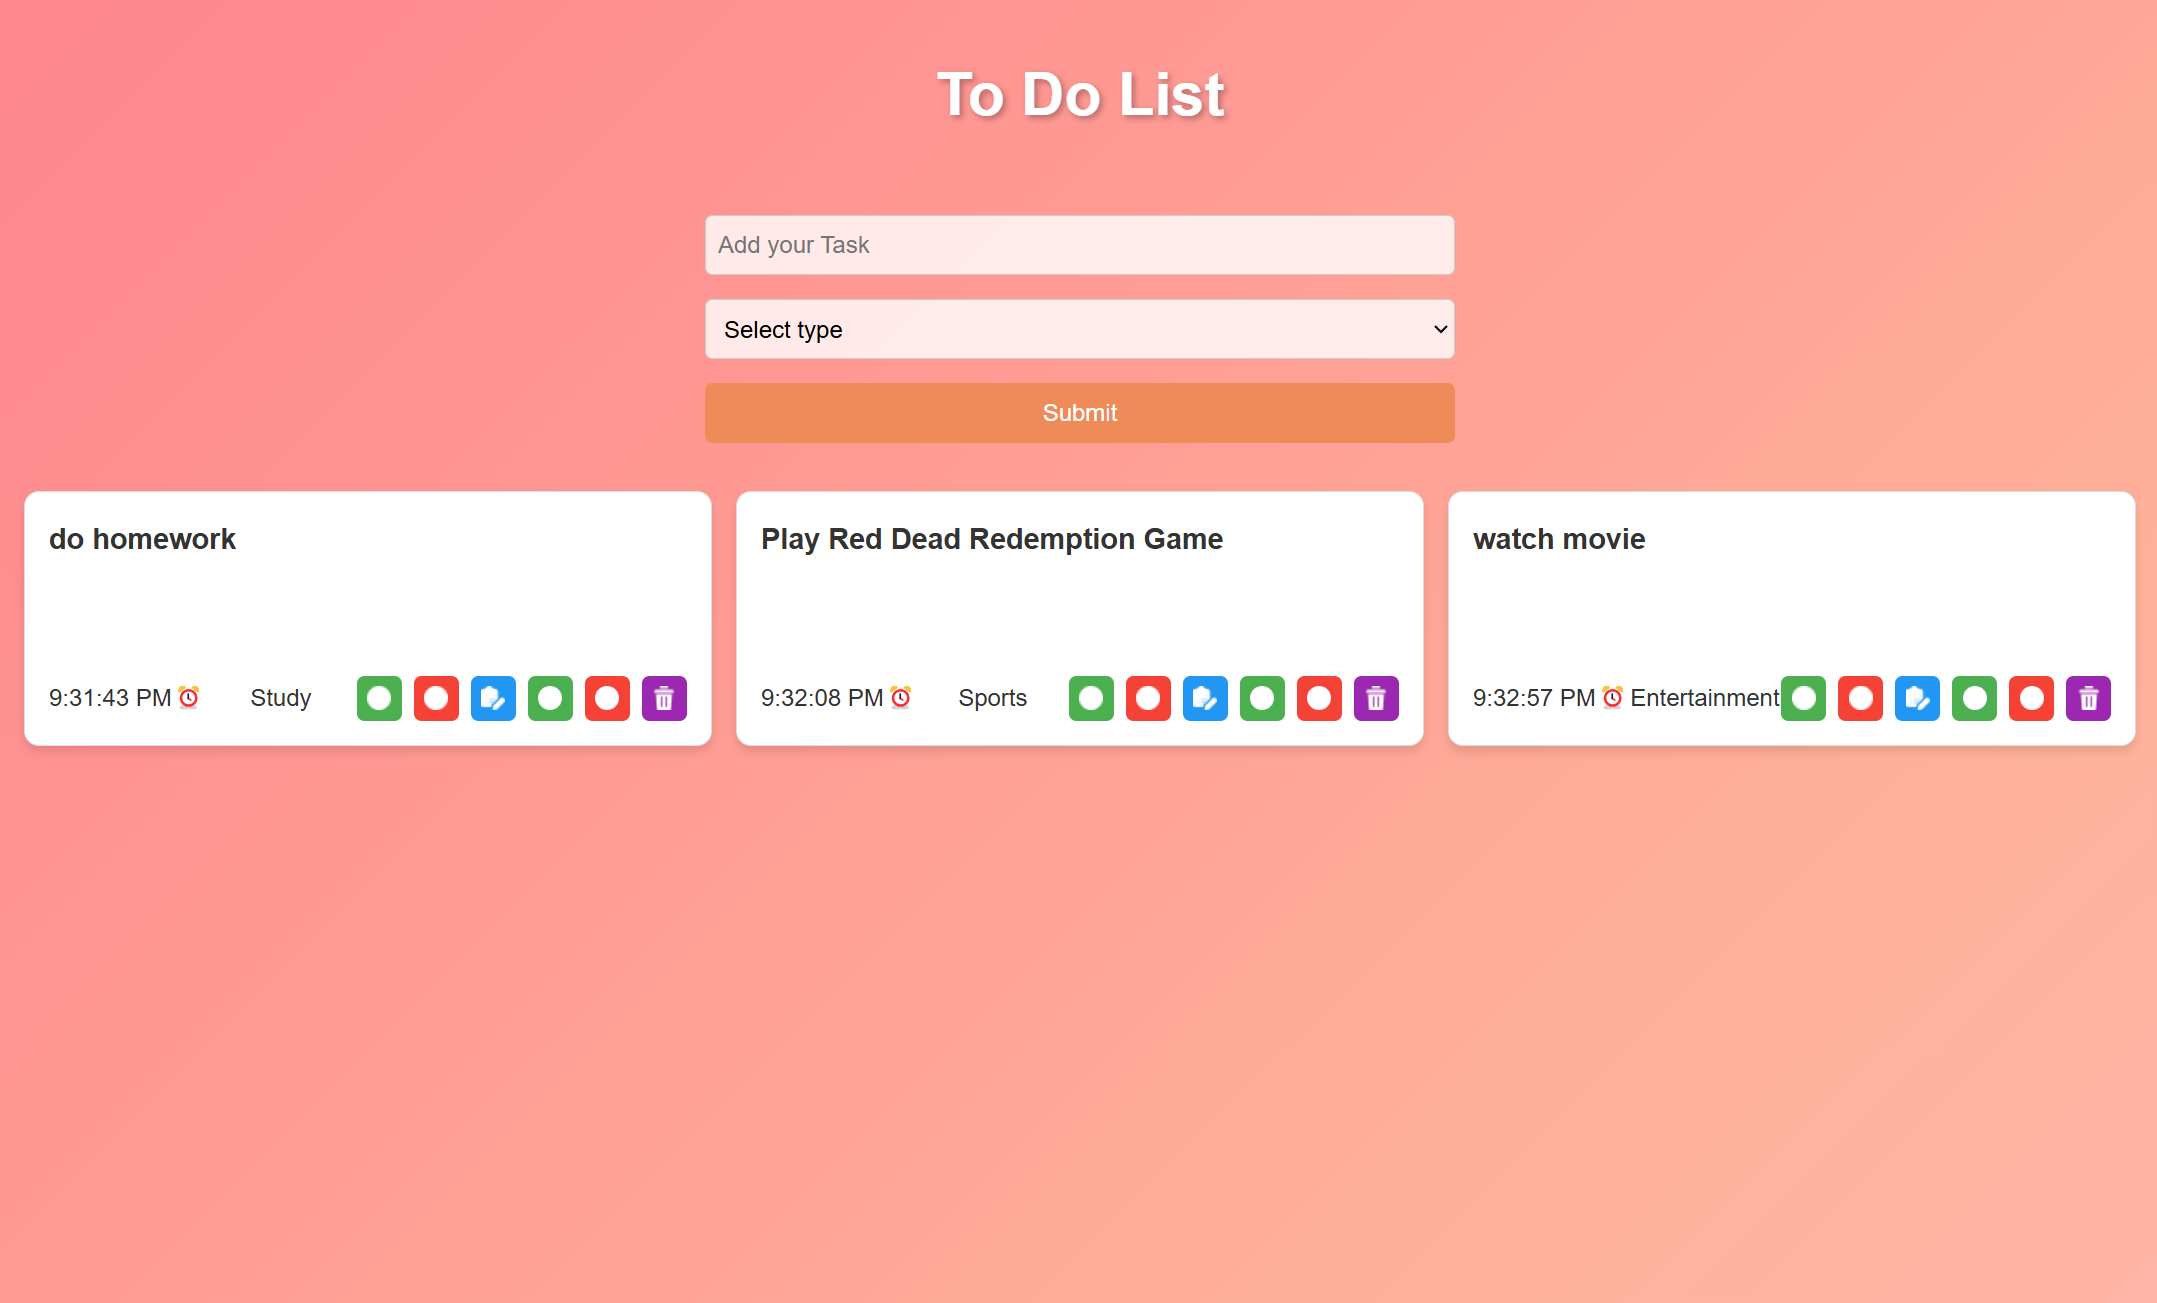 To Do List
Add your Task
Select type
Submit
do homework
9:31:43 PM ⏰ Study
Play Red Dead Redemption Game
9:32:08 PM ⏰ Sports
watch movie
9:32:57 PM ⏰ Entertainment